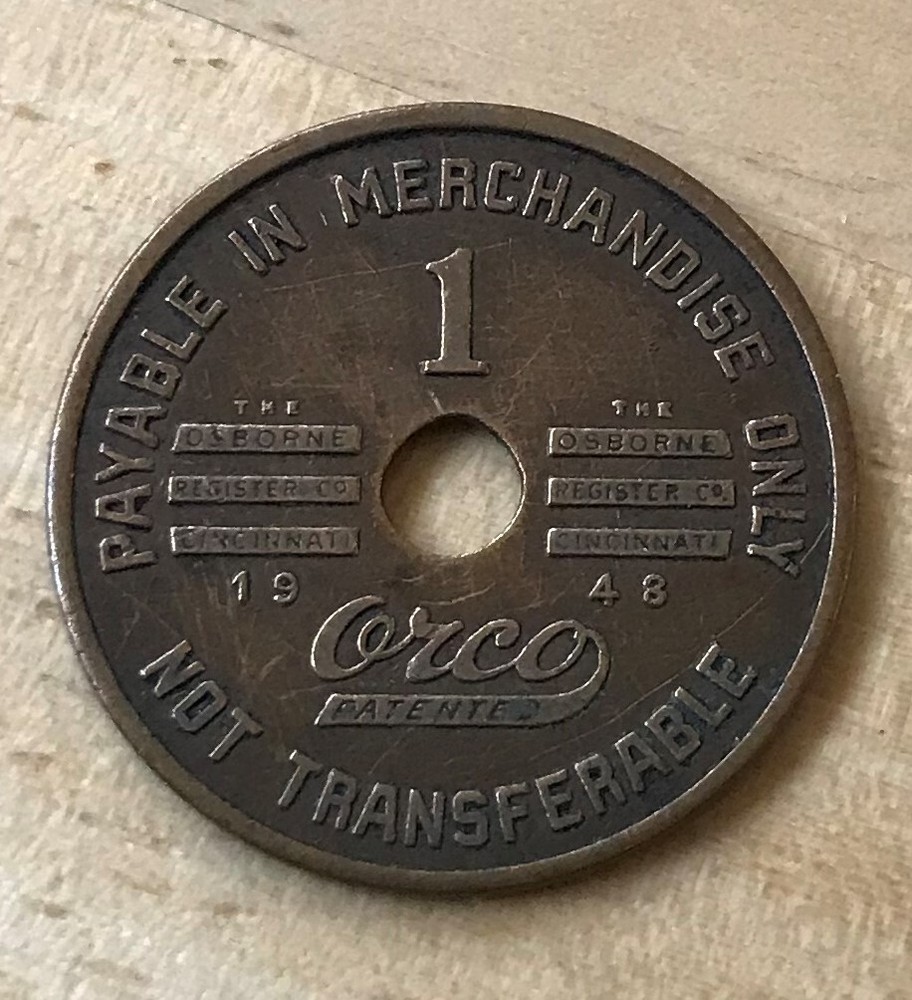 PAYABLE IN MERCHANDISE ONLY
1
THE
OSBORNE
REGISTER CO.
CINCINNATI
THE
OSBORNE
REGISTER CO.
CINCINNATI
19 48
Orco
PATENTED
NOT TRANSFERABLE